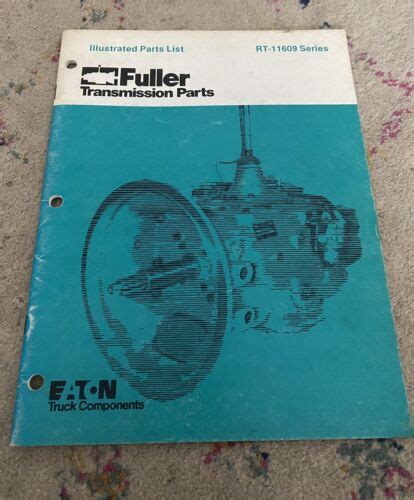 Illustrated Parts List RT-11609 Series
Fuller
Transmission Parts
EATON
Truck Components